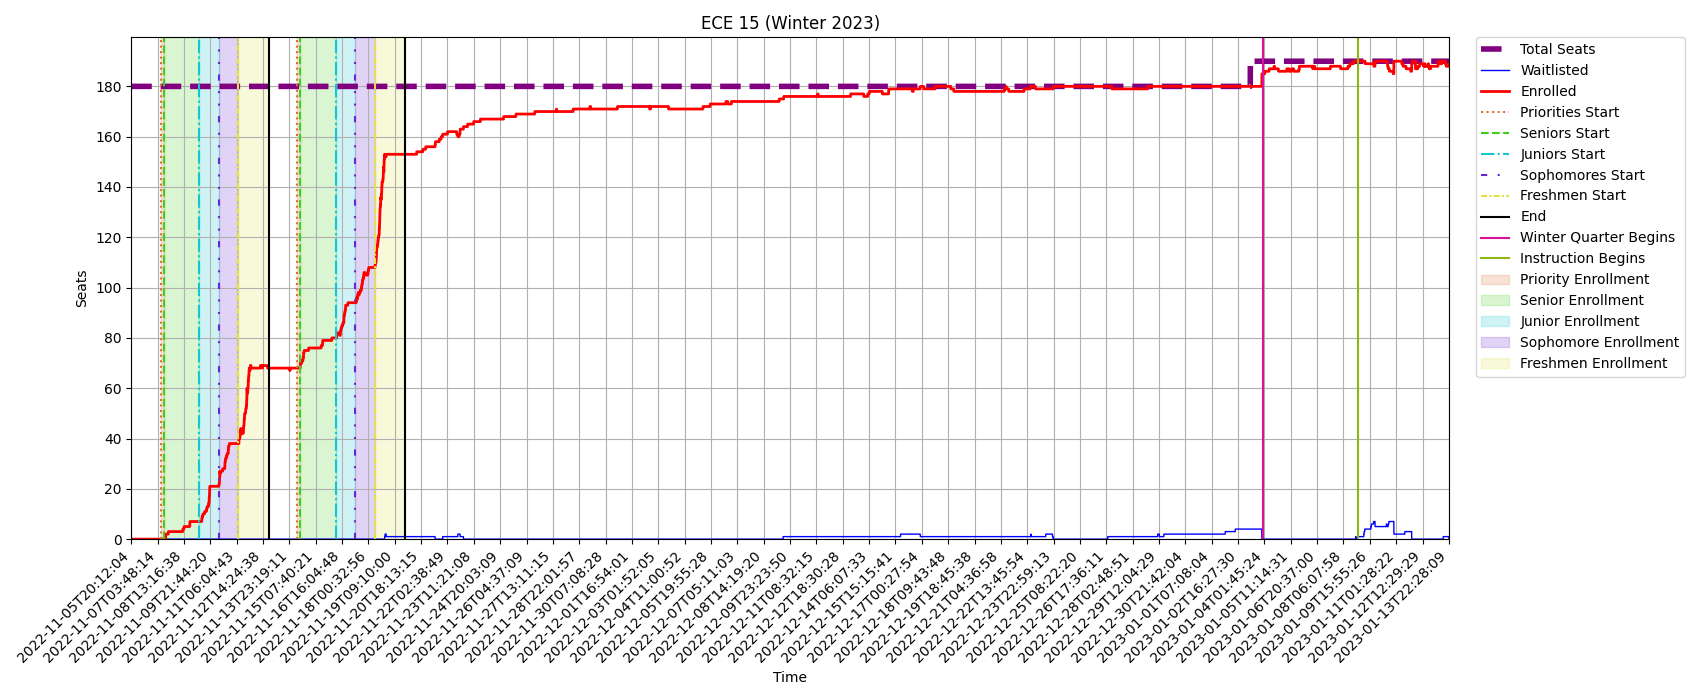 ECE 15 (Winter 2023)
Seats
180
160
140
120
100
80
60
40
20
0
2022-11-05T20:12:04
2022-11-07T03:48:14
2022-11-08T13:16:38
2022-11-09T21:44:20
2022-11-11T06:04:43
2022-11-12T14:24:38
2022-11-13T23:19:11
2022-11-15T07:40:21
2022-11-16T16:04:48
2022-11-18T00:32:56
2022-11-19T09:10:00
2022-11-20T18:13:15
2022-11-22T02:38:49
2022-11-23T11:21:08
2022-11-24T20:03:09
2022-11-26T04:37:09
2022-11-27T13:11:15
2022-11-28T22:01:57
2022-11-30T07:08:28
2022-12-01T16:54:01
2022-12-03T01:52:05
2022-12-04T11:00:52
2022-12-05T19:55:28
2022-12-07T05:11:03
2022-12-08T14:19:20
2022-12-09T23:23:50
2022-12-11T08:32:15
2022-12-12T18:30:28
2022-12-14T06:07:33
2022-12-15T15:15:41
2022-12-17T00:27:54
2022-12-18T09:43:48
2022-12-19T18:45:38
2022-12-21T04:36:58
2022-12-22T13:45:54
2022-12-23T22:59:13
2022-12-25T08:22:20
2022-12-26T17:36:11
2022-12-28T02:48:51
2022-12-29T12:04:29
2022-12-30T21:42:04
2023-01-01T07:08:04
2023-01-02T16:27:30
2023-01-04T01:45:24
2023-01-05T11:14:31
2023-01-06T20:37:00
2023-01-08T06:07:58
2023-01-09T15:55:26
2023-01-11T01:28:22
2023-01-12T12:29:29
2023-01-13T22:28:09
Time
Total Seats
Waitlisted
Enrolled
Priorities Start
Seniors Start
Juniors Start
Sophomores Start
Freshmen Start
End
Winter Quarter Begins
Instruction Begins
Priority Enrollment
Senior Enrollment
Junior Enrollment
Sophomore Enrollment
Freshmen Enrollment